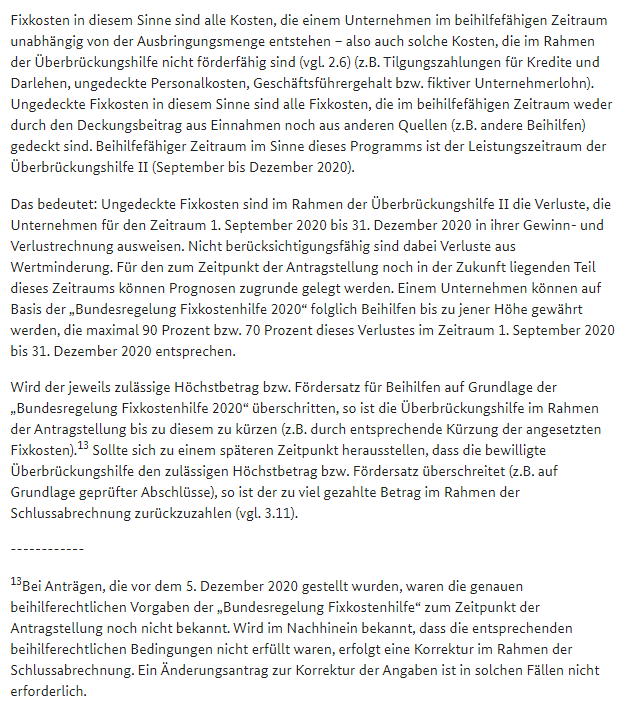 Fixkosten in diesem Sinne sind alle Kosten, die einem Unternehmen im beihilfefähigen Zeitraum
unabhängig von der Ausbringungsmenge entstehen – also auch solche Kosten, die im Rahmen
der Überbrückungshilfe nicht förderfähig sind (vgl. 2.6) (z.B. Tilgungszahlungen für Kredite und
Darlehen, ungedeckte Personalkosten, Geschäftsführergehalt bzw. fiktiver Unternehmerlohn).
Ungedeckte Fixkosten in diesem Sinne sind alle Fixkosten, die im beihilfefähigen Zeitraum weder
durch den Deckungsbeitrag aus Einnahmen noch aus anderen Quellen (z.B. andere Beihilfen)
gedeckt sind. Beihilfefähiger Zeitraum im Sinne dieses Programms ist der Leistungszeitraum der
Überbrückungshilfe II (September bis Dezember 2020).
Das bedeutet: Ungedeckte Fixkosten sind im Rahmen der Überbrückungshilfe II die Verluste, die
Unternehmen für den Zeitraum 1. September 2020 bis 31. Dezember 2020 in ihrer Gewinn- und
Verlustrechnung ausweisen. Nicht berücksichtigungsfähig sind dabei Verluste aus
Wertminderung. Für den zum Zeitpunkt der Antragstellung noch in der Zukunft liegenden Teil
dieses Zeitraums können Prognosen zugrunde gelegt werden. Einem Unternehmen können auf
Basis der „Bundesregelung Fixkostenhilfe 2020“ folglich Beihilfen bis zu jener Höhe gewährt
werden, die maximal 90 Prozent bzw. 70 Prozent dieses Verlustes im Zeitraum 1. September 2020
bis 31. Dezember 2020 entsprechen.
Wird der jeweils zulässige Höchstbetrag bzw. Fördersatz für Beihilfen auf Grundlage der
„Bundesregelung Fixkostenhilfe 2020“ überschritten, so ist die Überbrückungshilfe im Rahmen
der Antragstellung bis zu diesem zu kürzen (z.B. durch entsprechende Kürzung der angesetzten
Fixkosten).13 Sollte sich zu einem späteren Zeitpunkt herausstellen, dass die bewilligte
Überbrückungshilfe den zulässigen Höchstbetrag bzw. Fördersatz überschreitet (z.B. auf
Grundlage geprüfter Abschlüsse), so ist der zu viel gezahlte Betrag im Rahmen der
Schlussabrechnung zurückzuzahlen (vgl. 3.11).
------------
13Bei Anträgen, die vor dem 5. Dezember 2020 gestellt wurden, waren die genauen
beihilferechtlichen Vorgaben der „Bundesregelung Fixkostenhilfe“ zum Zeitpunkt der
Antragstellung noch nicht bekannt. Wird im Nachhinein bekannt, dass die entsprechenden
beihilferechtlichen Bedingungen nicht erfüllt waren, erfolgt eine Korrektur im Rahmen der
Schlussabrechnung. Ein Änderungsantrag zur Korrektur der Angaben ist in solchen Fällen nicht
erforderlich.